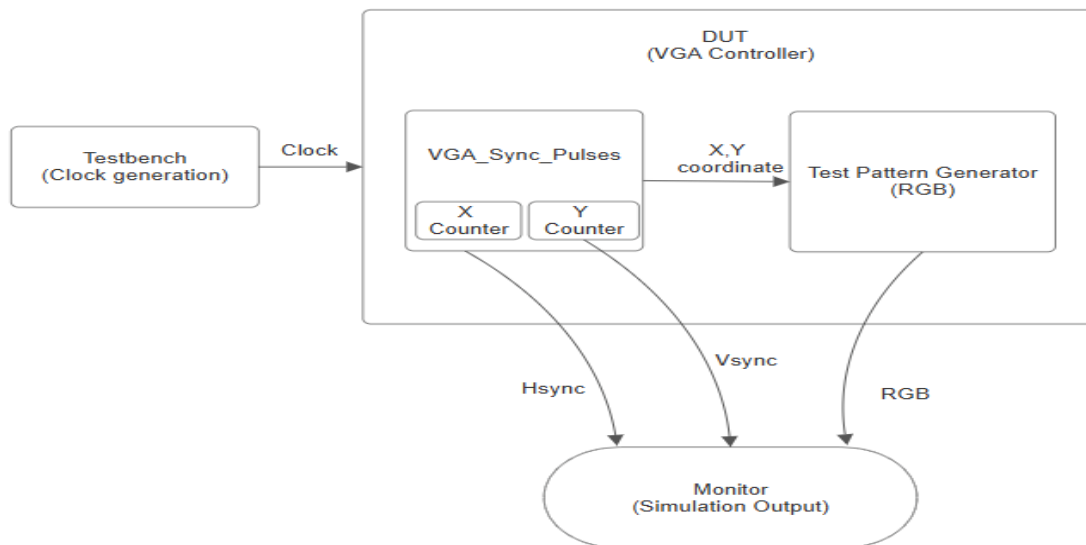 DUT
(VGA Controller)
Testbench
(Clock generation)
Clock
VGA_Sync_Pulses
X
Counter
Y
Counter
X,Y
coordinate
Test Pattern Generator
(RGB)
Hsync
Vsync
RGB
Monitor
(Simulation Output)